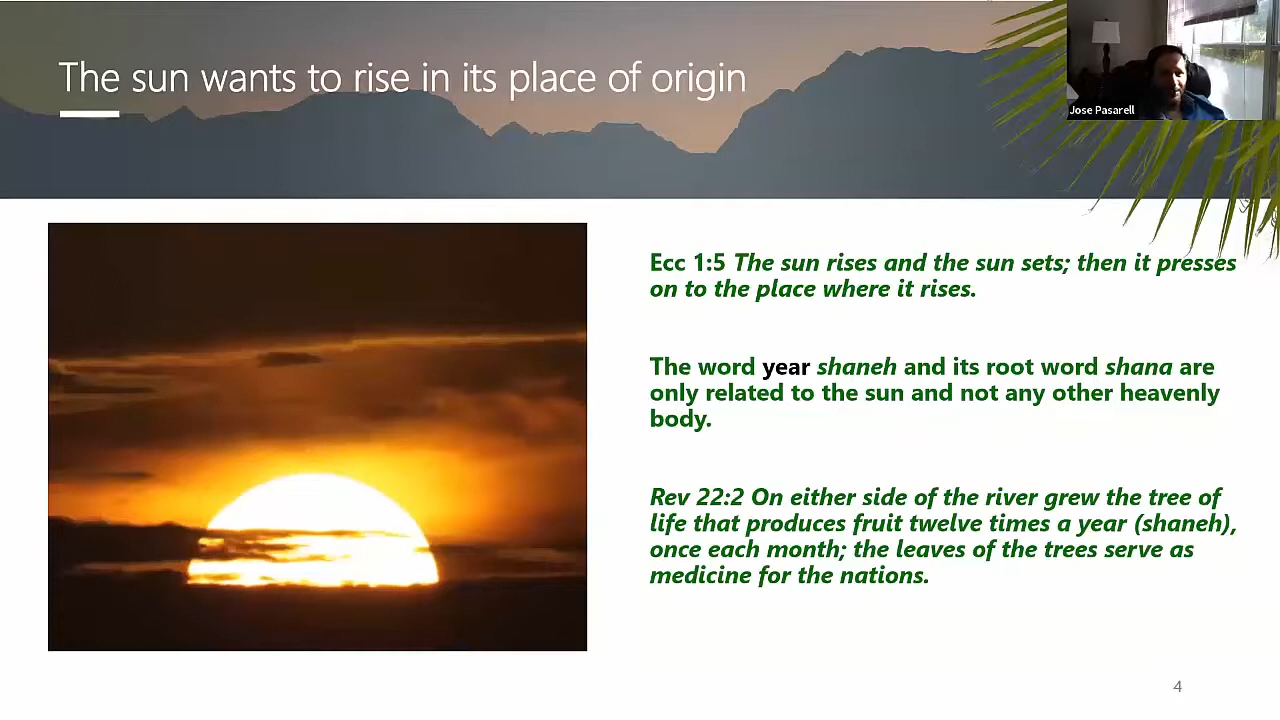 The sun wants to rise in its place of origin
Jose Pasarell
Ecc 1:5 The sun rises and the sun sets; then it presses
on to the place where it rises.
The word year shaneh and its root word shana are
only related to the sun and not any other heavenly
body.
Rev 22:2 On either side of the river grew the tree of
life that produces fruit twelve times a year (shaneh),
once each month; the leaves of the trees serve as
medicine for the nations.
4